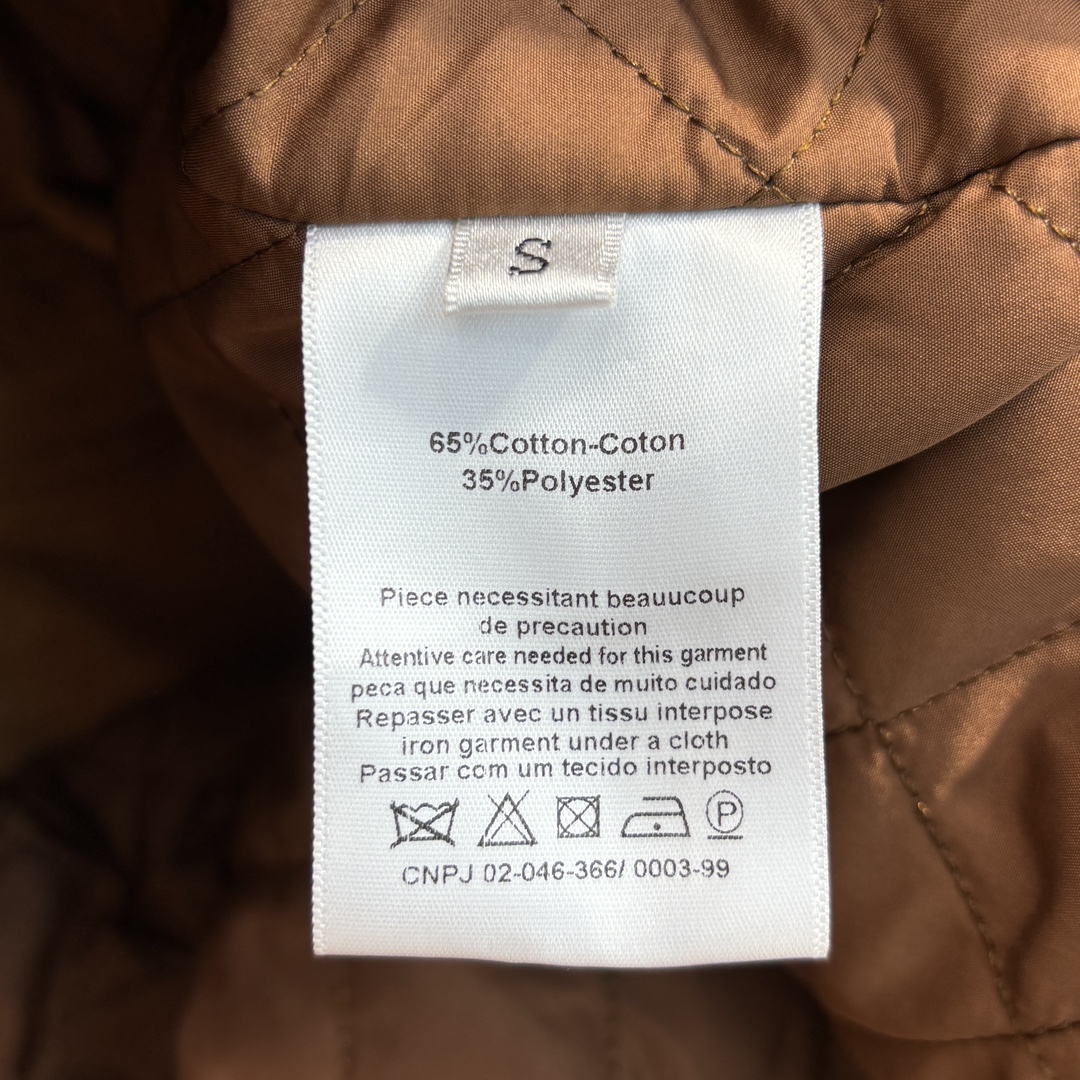 S
65%Cotton-Coton
35%Polyester
Piece necessitant beauucoup
de precaution
Attentive care needed for this garment
peca que necessita de muito cuidado
Repasser avec un tissu interpose
iron garment under a cloth
Passar com um tecido interposto
P
CNPJ 02-046-366/ 0003-99